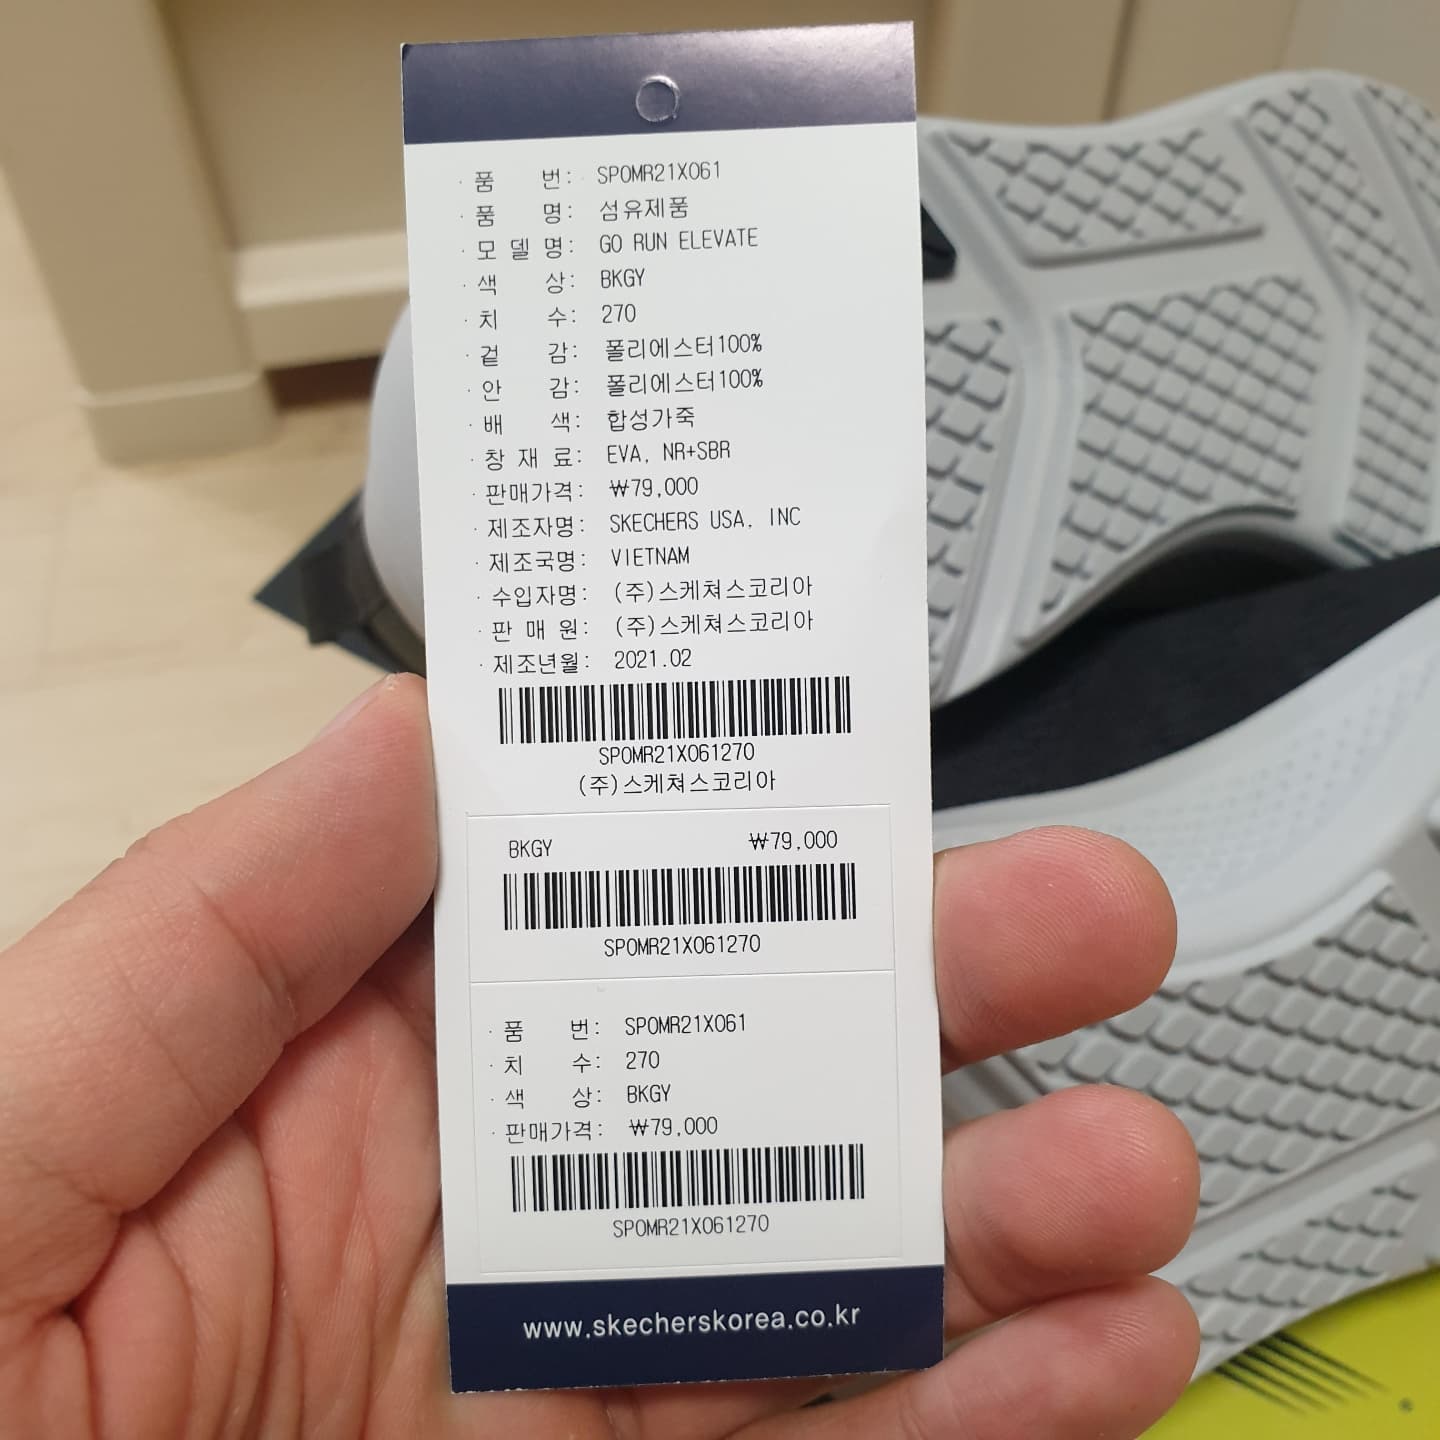 · 품 번: SP0MR21X061
· 품 명: 섬유제품
· 모 델 명: GO RUN ELEVATE
· 색 상: BKGY
· 치 수: 270
· 겉 감: 폴리에스터100%
· 안 감: 폴리에스터100%
· 배 색: 합성가죽
· 창 재 료: EVA, NR+SBR
· 판매가격: ₩79,000
· 제조자명: SKECHERS USA, INC
· 제조국명: VIETNAM
· 수입자명: (주)스케쳐스코리아
· 판 매 원: (주)스케쳐스코리아
· 제조년월: 2021.02
SP0MR21X061270
(주)스케쳐스코리아
BKGY ₩79,000
SP0MR21X061270
· 품 번: SP0MR21X061
· 치 수: 270
· 색 상: BKGY
· 판매가격: ₩79,000
SP0MR21X061270
www.skecherskorea.co.kr